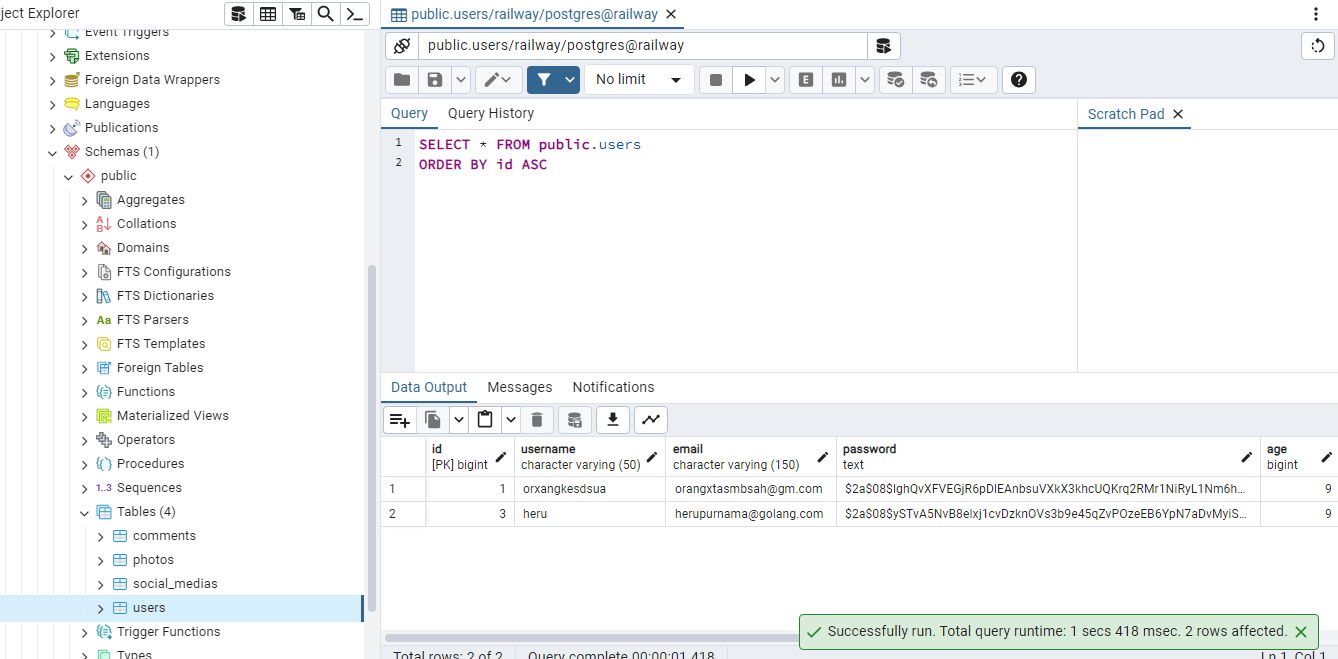 ject Explorer
Event Triggers
Extensions
Foreign Data Wrappers
Languages
Publications
Schemas (1)
public
Aggregates
Collations
Domains
FTS Configurations
FTS Dictionaries
Aa FTS Parsers
FTS Templates
Foreign Tables
Functions
Materialized Views
Operators
Procedures
1..3 Sequences
Tables (4)
comments
photos
social_medias
users
Trigger Functions
Types
public.users/railway/postgres@railway
public.users/railway/postgres@railway
No limit
E
Query Query History
Scratch Pad
1 SELECT * FROM public.users
2 ORDER BY id ASC
Data Output Messages Notifications
id username email password age
[PK] bigint character varying (50) character varying (150) text bigint
1 1 orxangkesdsua orangxtasmbsah@gm.com 9
2 3 heru herupurnama@golang.com 9
Successfully run. Total query runtime: 1 secs 418 msec. 2 rows affected.
Total rows: 2 of 2 Query complete 00:00:01.418 Ln 1, Col 1